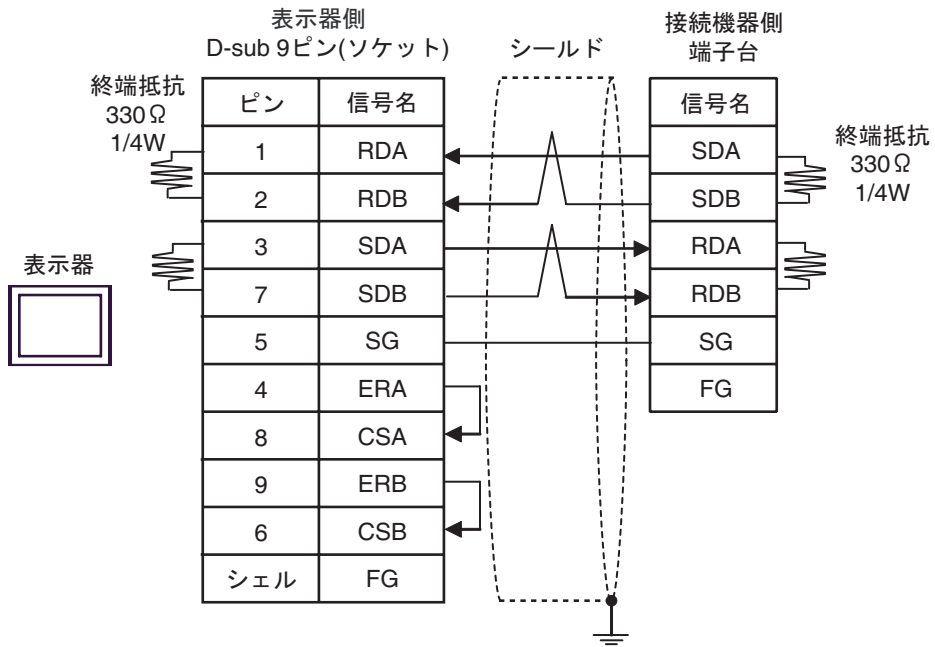 表示器側
D-sub 9ピン(ソケット)
シールド
接続機器側
端子台
終端抵抗
330Ω
1/4W
ピン 信号名
1 RDA
2 RDB
3 SDA
7 SDB
5 SG
4 ERA
8 CSA
9 ERB
6 CSB
シェル FG
信号名
SDA
SDB
RDA
RDB
SG
FG
終端抵抗
330Ω
1/4W
表示器